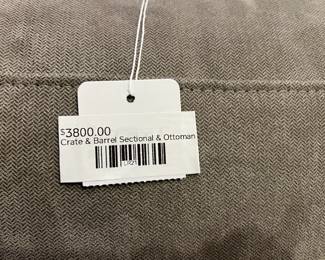 $3800.00
Crate & Barrel Sectional & Ottoman